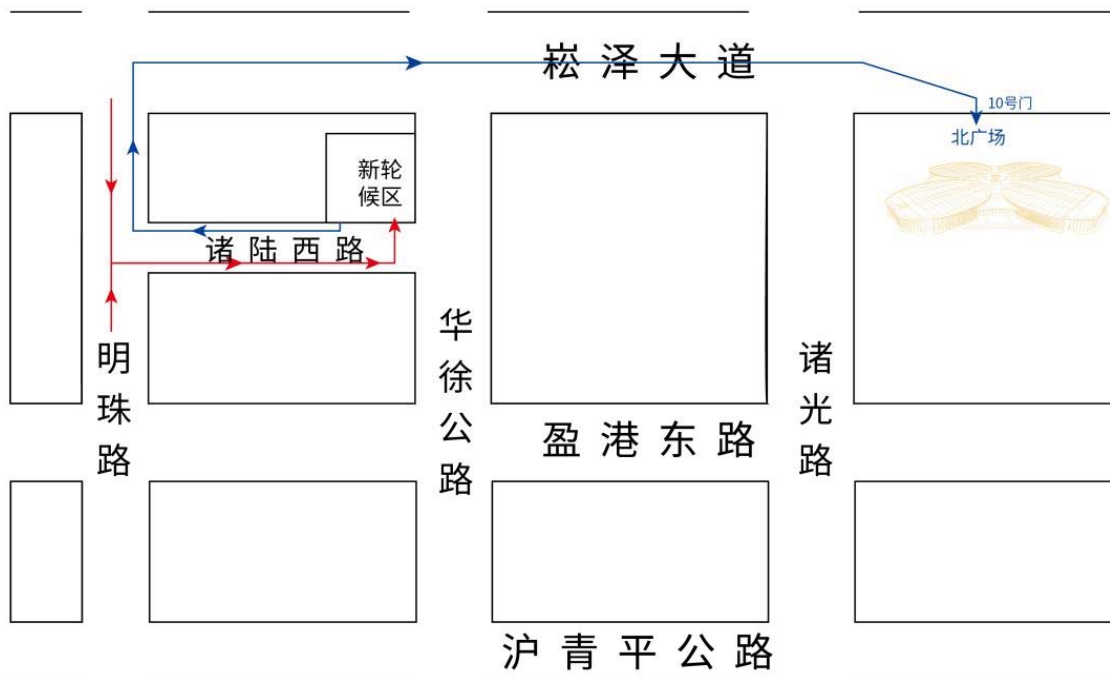 崧泽大道
10号门
北广场
新轮
候区
诸陆西路
明珠路
华徐公路
诸光路
盈港东路
沪青平公路